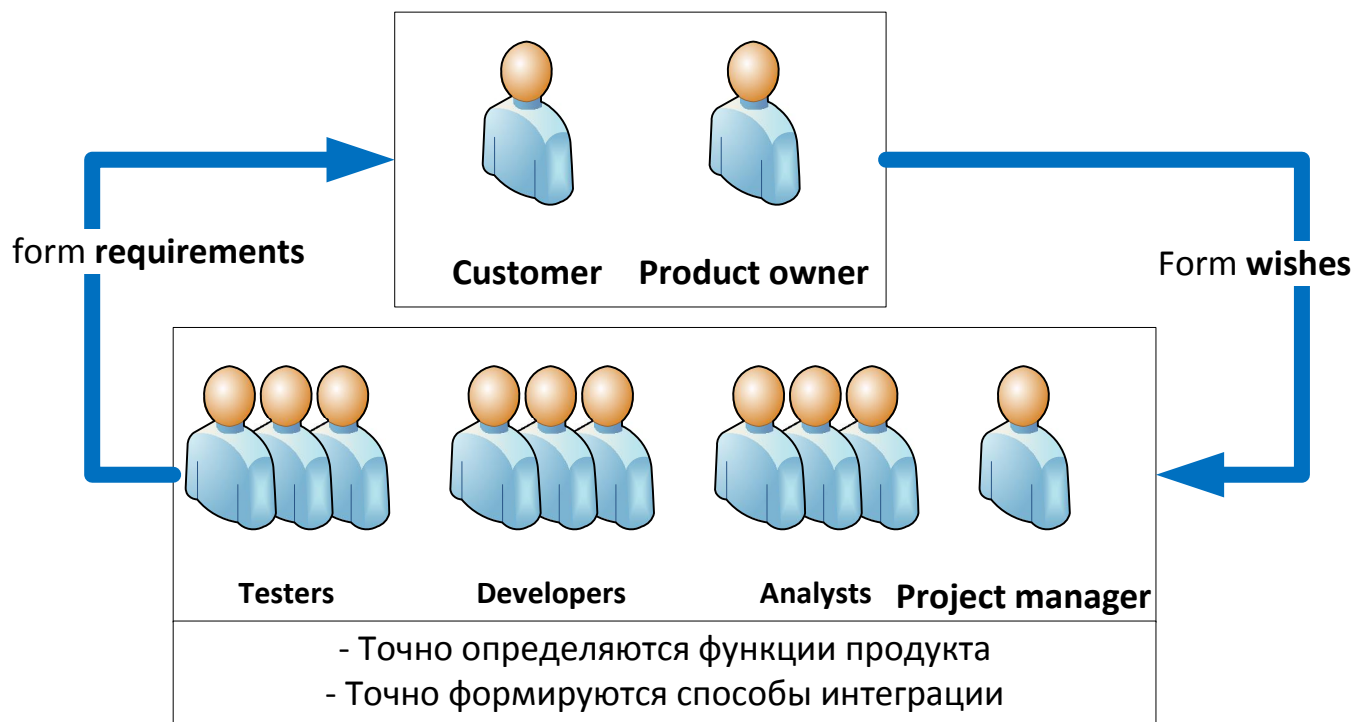 Customer
Product owner
form requirements
Form wishes
Testers
Developers
Analysts
Project manager
- Точно определяются функции продукта
- Точно формируются способы интеграции